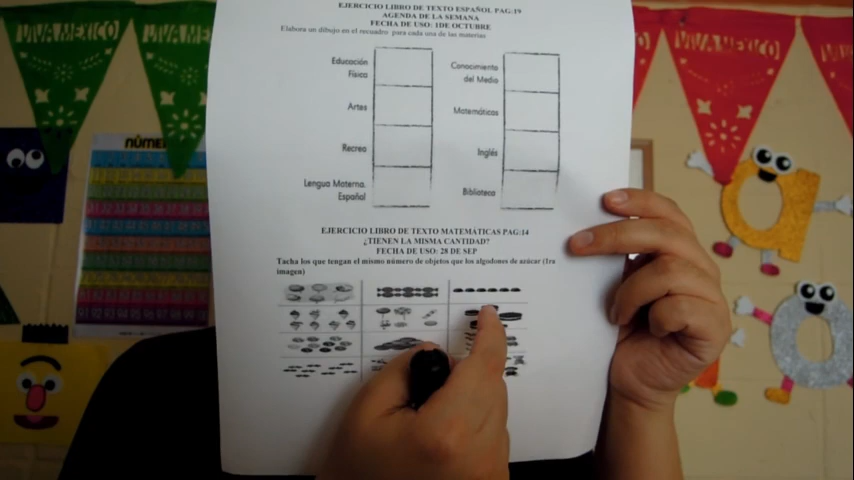 VIVA MEXICO
VIVA
VIVA MEXICO
NÚME
EJERCICIO LIBRO DE TEXTO ESPAÑOL PAG:19
AGENDA DE LA SEMANA
FECHA DE USO: 1DE OCTUBRE
Elabora un dibujo en el recuadro para cada una de las materias
Educación
Física
Artes
Recreo
Lengua Materna.
Español
Conocimiento
del Medio
Matemáticas
Inglés
Biblioteca
EJERCICIO LIBRO DE TEXTO MATEMÁTICAS PAG:14
¿TIENEN LA MISMA CANTIDAD?
FECHA DE USO: 28 DE SEP
Tacha los que tengan el mismo número de objetos que los algodones de azúcar (1ra
imagen)